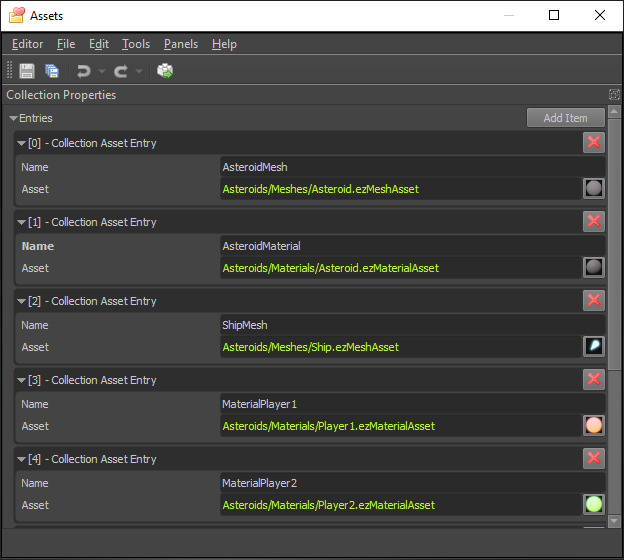 Assets
Editor File Edit Tools Panels Help
Collection Properties
Entries Add Item
[0] - Collection Asset Entry
Name AsteroidMesh
Asset Asteroids/Meshes/Asteroid.ezMeshAsset
[1] - Collection Asset Entry
Name AsteroidMaterial
Asset Asteroids/Materials/Asteroid.ezMaterialAsset
[2] - Collection Asset Entry
Name ShipMesh
Asset Asteroids/Meshes/Ship.ezMeshAsset
[3] - Collection Asset Entry
Name MaterialPlayer1
Asset Asteroids/Materials/Player1.ezMaterialAsset
[4] - Collection Asset Entry
Name MaterialPlayer2
Asset Asteroids/Materials/Player2.ezMaterialAsset